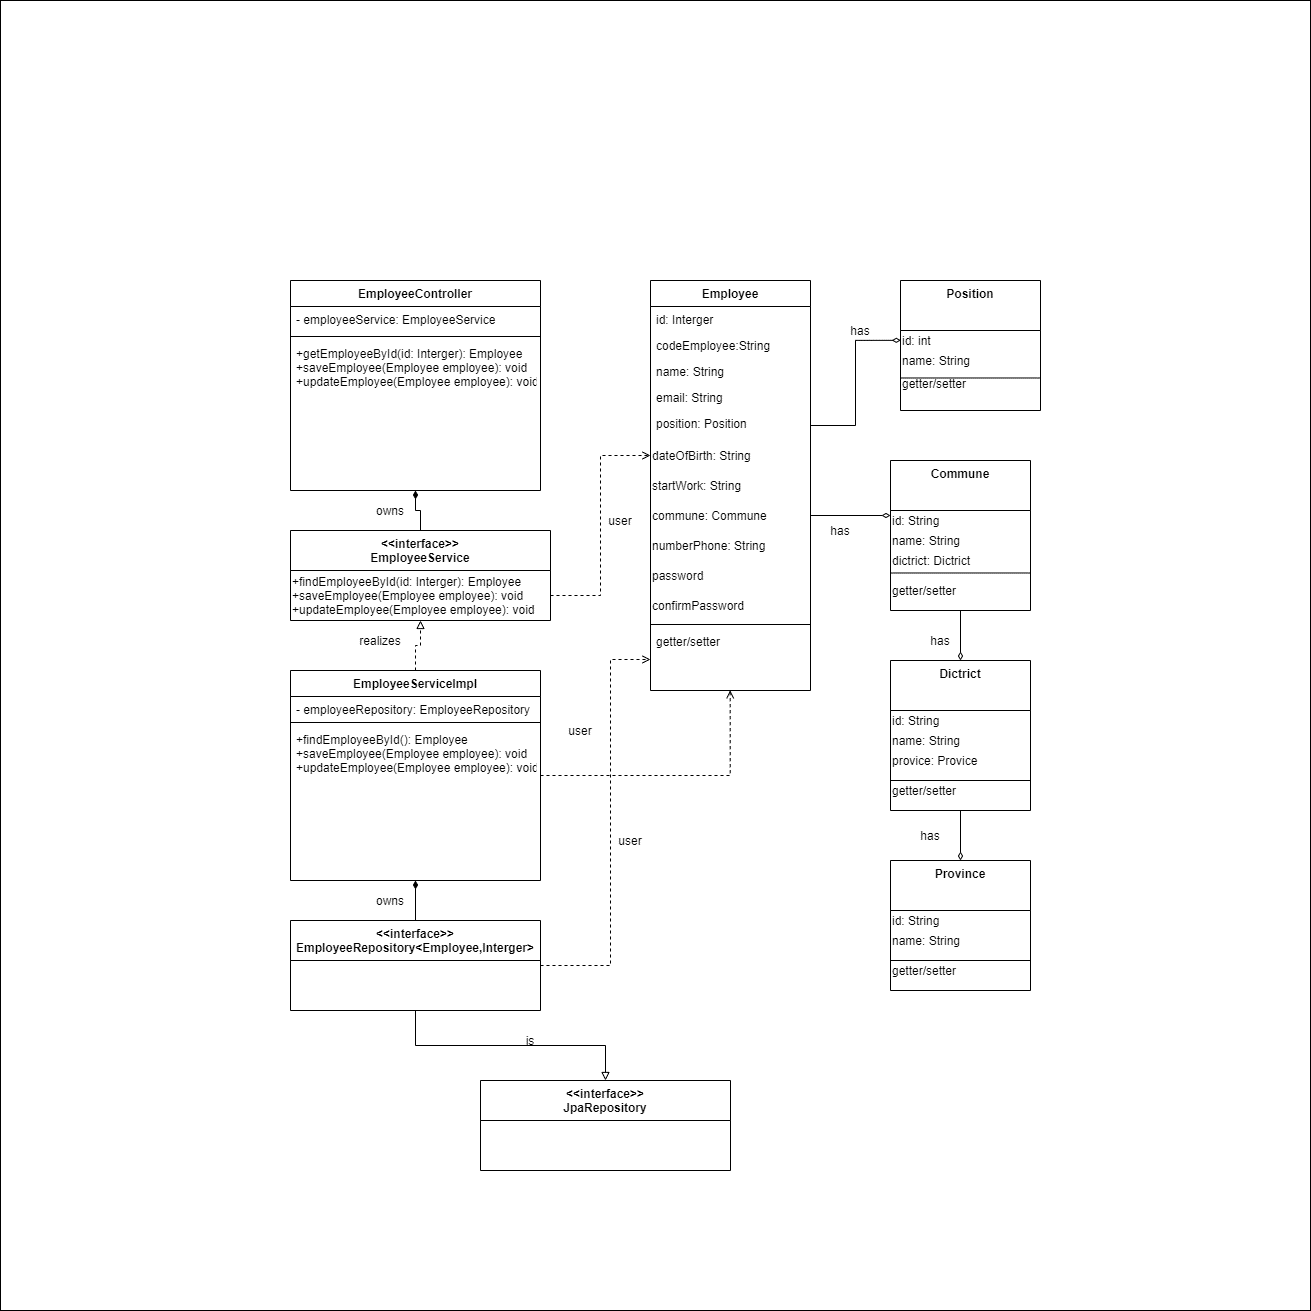 EmployeeController
- employeeService: EmployeeService
+getEmployeeById(id: Interger): Employee
+saveEmployee(Employee employee): void
+updateEmployee(Employee employee): void
owns
<<interface>>
EmployeeService
+findEmployeeById(id: Interger): Employee
+saveEmployee(Employee employee): void
+updateEmployee(Employee employee): void
realizes
EmployeeServiceImpl
- employeeRepository: EmployeeRepository
+findEmployeeById(): Employee
+saveEmployee(Employee employee): void
+updateEmployee(Employee employee): void
owns
<<interface>>
EmployeeRepository<Employee,Interger>
is
<<interface>>
JpaRepository
user
user
user
Employee
id: Interger
codeEmployee:String
name: String
email: String
position: Position
dateOfBirth: String
startWork: String
commune: Commune
numberPhone: String
password
confirmPassword
getter/setter
has
has
Position
id: int
name: String
getter/setter
Commune
id: String
name: String
dictrict: Dictrict
getter/setter
has
Dictrict
id: String
name: String
provice: Provice
getter/setter
has
Province
id: String
name: String
getter/setter